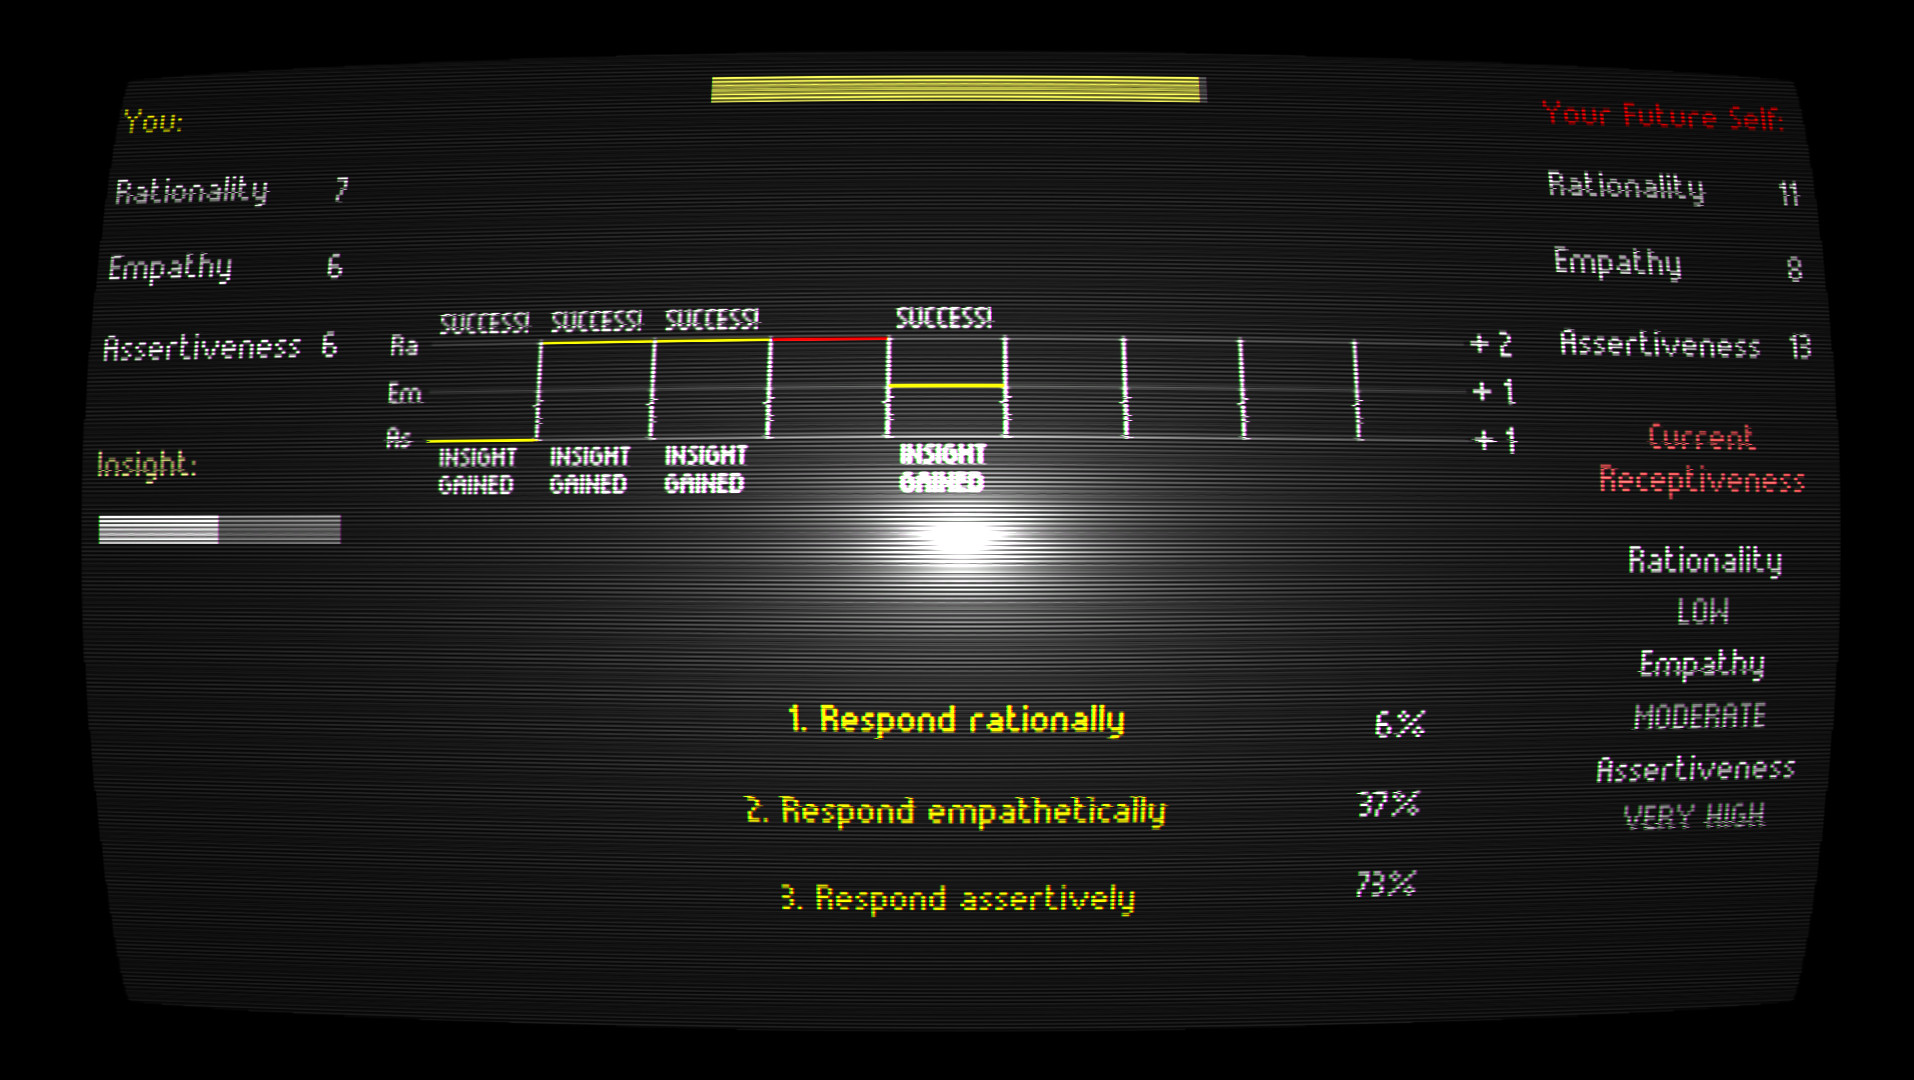 You:
Rationality 7
Empathy 6
Assertiveness 6
Insight:
SUCCESS! SUCCESS! SUCCESS! SUCCESS!
Ra + 2
Em + 1
As + 1
INSIGHT INSIGHT INSIGHT INSIGHT
GAINED GAINED GAINED GAINED
1. Respond rationally 6%
2. Respond empathetically 37%
3. Respond assertively 73%
Your Future Self:
Rationality 11
Empathy 8
Assertiveness 13
Current
Receptiveness
Rationality
LOW
Empathy
MODERATE
Assertiveness
VERY HIGH